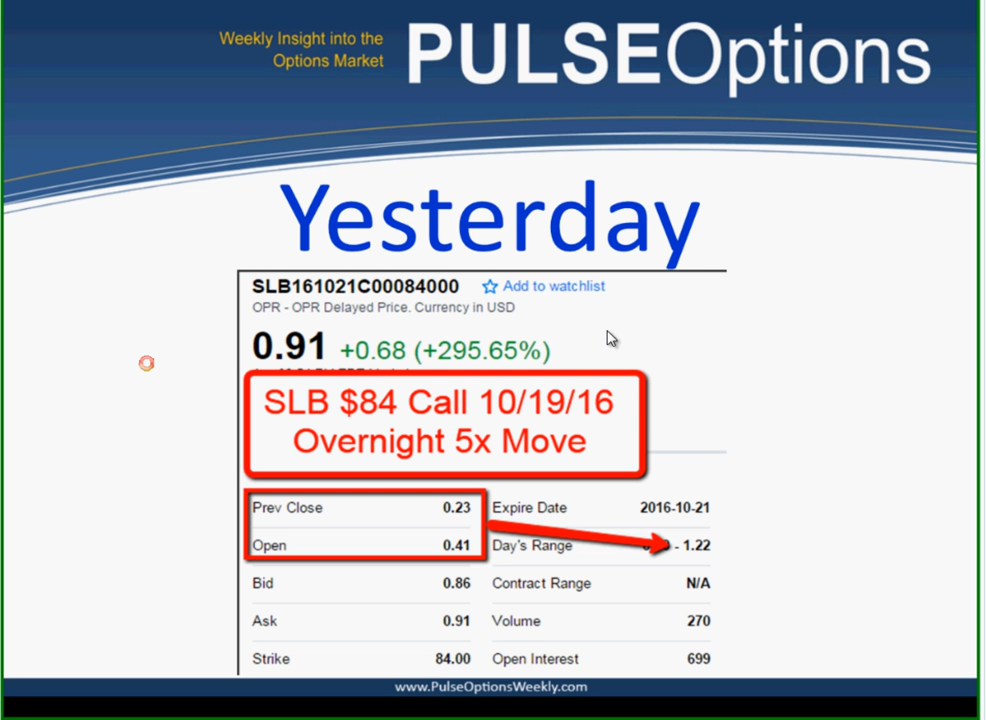 Weekly Insight into the
Options Market
PULSEOptions
Yesterday
SLB161021C00084000 Add to watchlist
OPR - OPR Delayed Price. Currency in USD
0.91 +0.68 (+295.65%)
SLB $84 Call 10/19/16
Overnight 5x Move
Prev Close 0.23 Expire Date 2016-10-21
Open 0.41 Day's Range - 1.22
Bid 0.86 Contract Range N/A
Ask 0.91 Volume 270
Strike 84.00 Open Interest 699
www.PulseOptionsWeekly.com